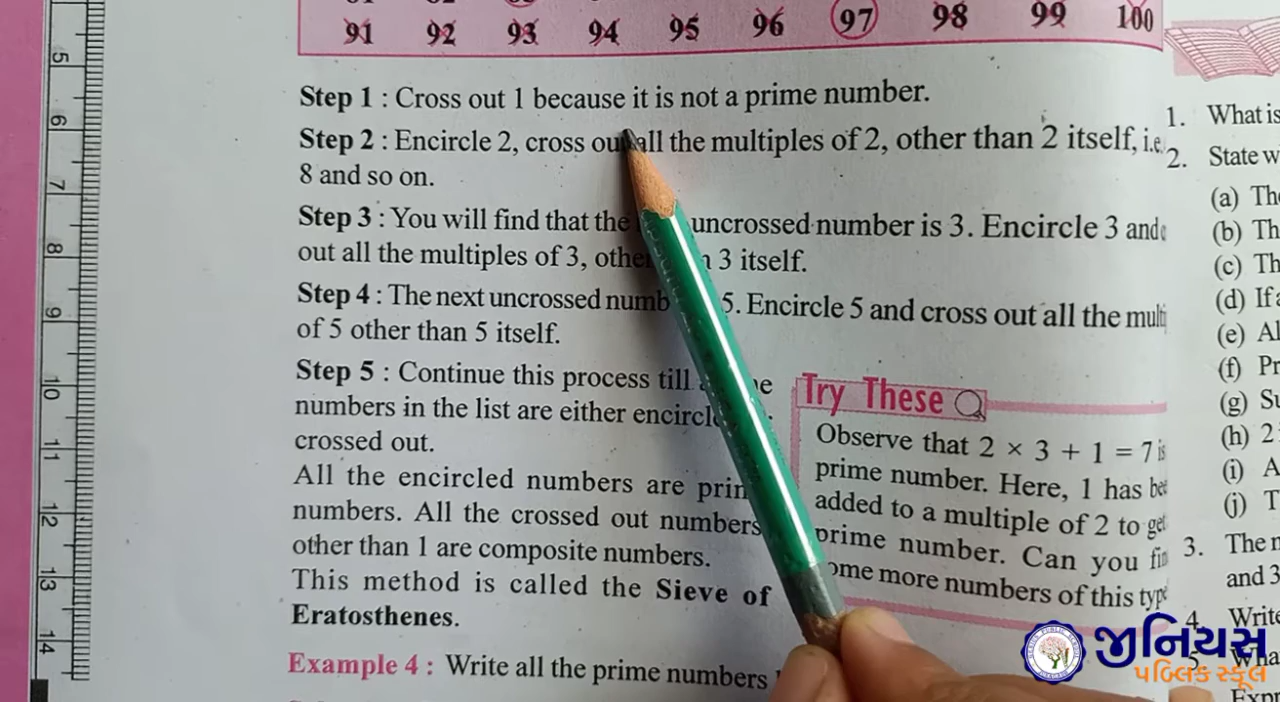 91 92 93 94 95 96 97 98 99 100
Step 1 : Cross out 1 because it is not a prime number.
Step 2 : Encircle 2, cross out all the multiples of 2, other than 2 itself, i.e.
8 and so on.
Step 3 : You will find that the uncrossed number is 3. Encircle 3 and
out all the multiples of 3, other 3 itself.
Step 4 : The next uncrossed 5. Encircle 5 and cross out all the
of 5 other than 5 itself.
Step 5 : Continue this process till
numbers in the list are either
crossed out.
All the encircled numbers are
numbers. All the crossed out numbers
other than 1 are composite numbers.
This method is called the Sieve of
Eratosthenes.
Example 4 : Write all the prime numbers
Try These
Observe that 2 × 3 + 1 = 7 is
prime number. Here, 1 has
added to a multiple of 2 to get
prime number. Can you
more numbers of this
1. What is
2. State
(a)
(b)
(c)
(d) If
(e)
(f)
(g)
(h) 2
(i) A
(j)
3. The
and 3
4.
5.
5
6
7
8
9
10
11
12
13
14
જીનિયસ
પબ્લિક સ્કૂલ